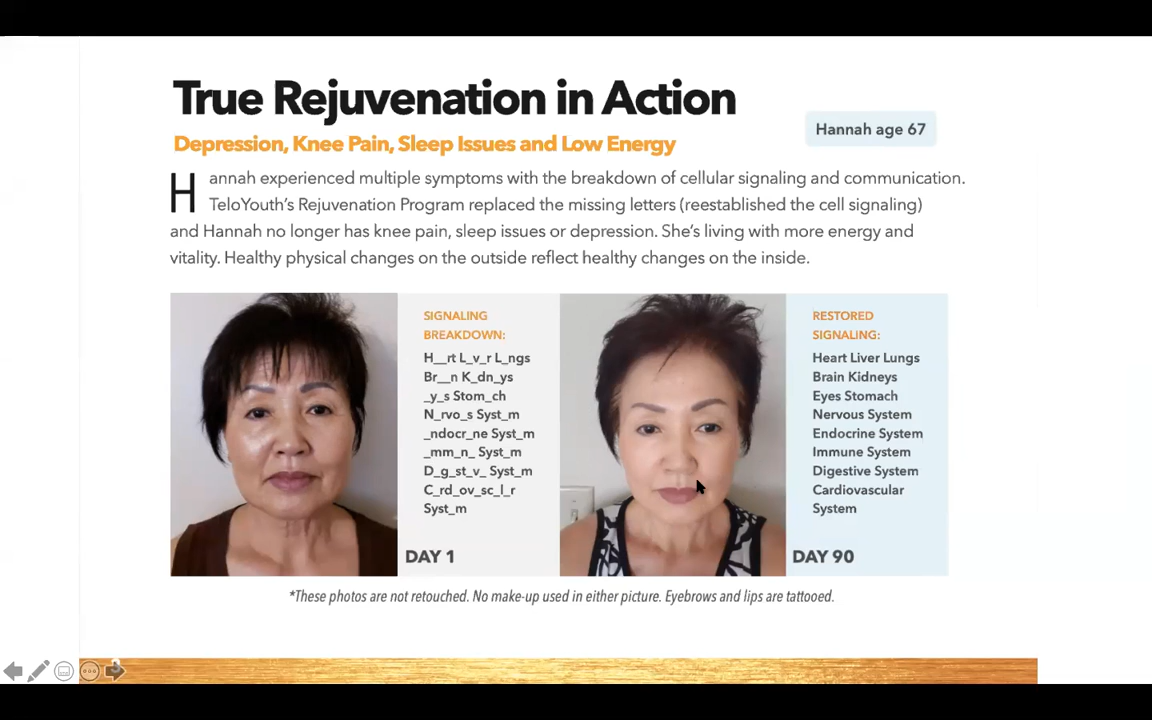 True Rejuvenation in Action
Hannah age 67
Depression, Knee Pain, Sleep Issues and Low Energy
Hannah experienced multiple symptoms with the breakdown of cellular signaling and communication.
TeloYouth's Rejuvenation Program replaced the missing letters (reestablished the cell signaling)
and Hannah no longer has knee pain, sleep issues or depression. She's living with more energy and
vitality. Healthy physical changes on the outside reflect healthy changes on the inside.
SIGNALING
BREAKDOWN:
H__rt L_v_r L_ngs
Br__n K_dn_ys
_y_s Stom_ch
N_rvo_s Syst_m
_ndocr_ne Syst_m
_mm_n_ Syst_m
D_g_st_v_ Syst_m
C_rd_ov_sc_l_r
Syst_m
DAY 1
RESTORED
SIGNALING:
Heart Liver Lungs
Brain Kidneys
Eyes Stomach
Nervous System
Endocrine System
Immune System
Digestive System
Cardiovascular
System
DAY 90
*These photos are not retouched. No make-up used in either picture. Eyebrows and lips are tattooed.